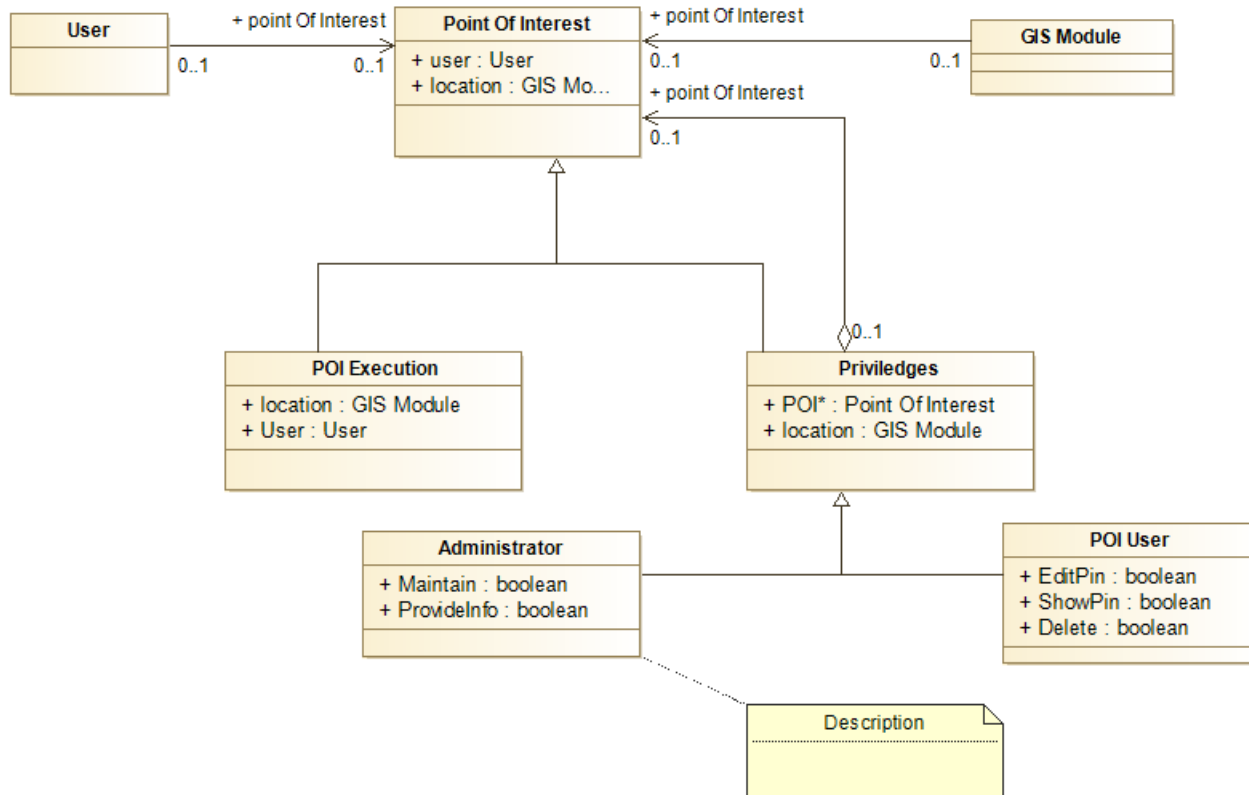 User
+ point Of Interest
0..1
0..1
Point Of Interest
+ user : User
+ location : GIS Mo...
+ point Of Interest
0..1
0..1
GIS Module
+ point Of Interest
0..1
0..1
POI Execution
+ location : GIS Module
+ User : User
Priviledges
+ POI* : Point Of Interest
+ location : GIS Module
Administrator
+ Maintain : boolean
+ ProvideInfo : boolean
POI User
+ EditPin : boolean
+ ShowPin : boolean
+ Delete : boolean
Description